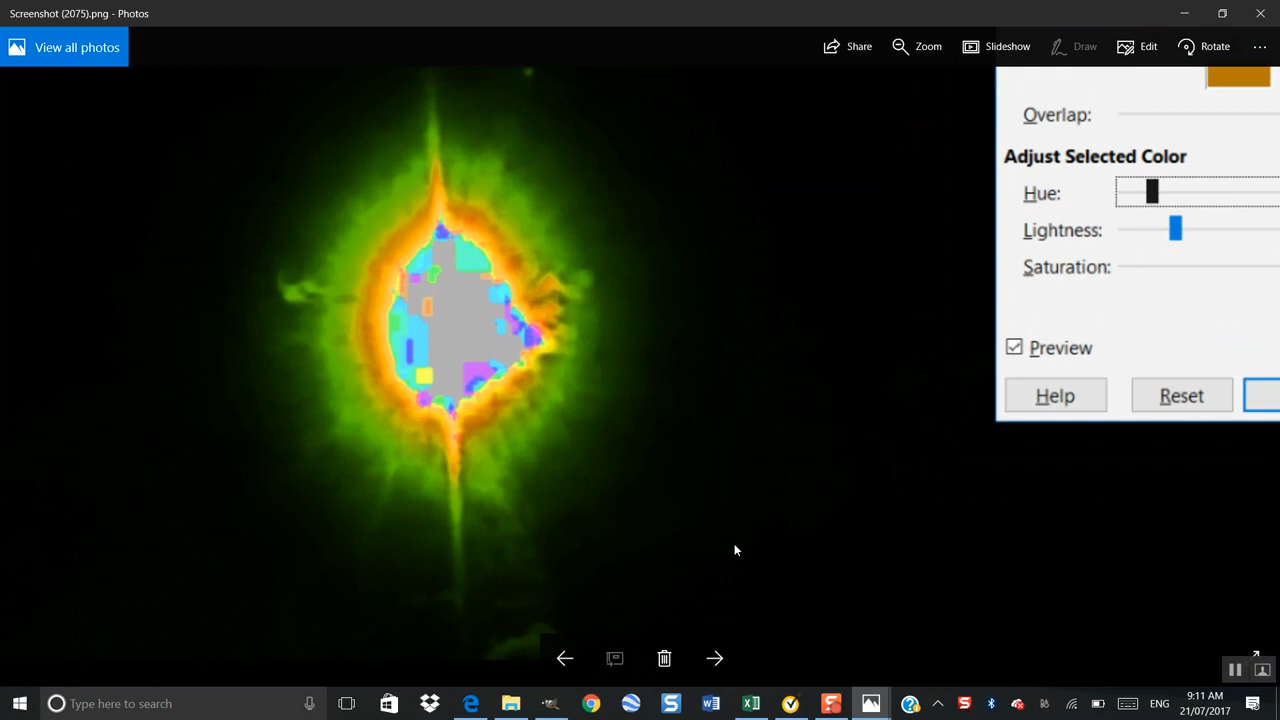 Screenshot (2075).png - Photos
View all photos
Share
Zoom
Slideshow
Draw
Edit
Rotate
Overlap:
Adjust Selected Color
Hue:
Lightness:
Saturation:
Preview
Help
Reset
Type here to search
ENG
9:11 AM
21/07/2017